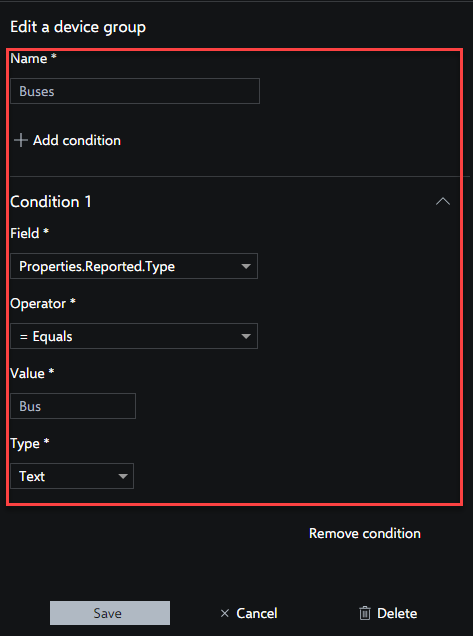 Edit a device group
Name *
Buses
Add condition
Condition 1
Field *
Properties.Reported.Type
Operator *
= Equals
Value *
Bus
Type *
Text
Remove condition
Save
Cancel
Delete